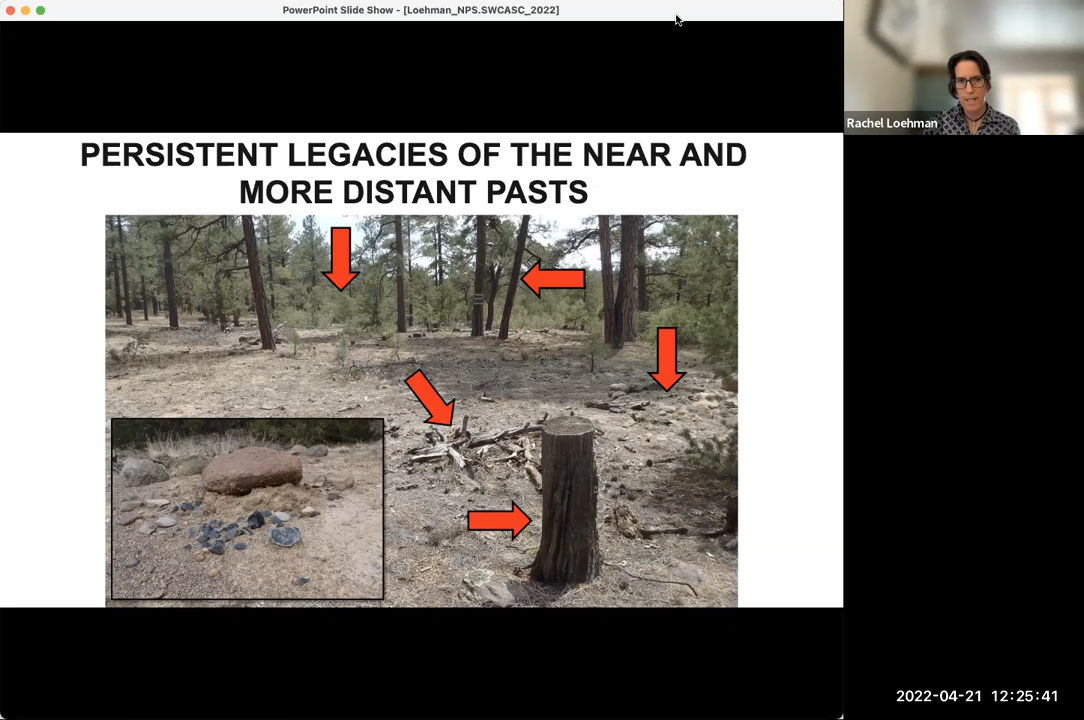 PowerPoint Slide Show - [Loehman_NPS.SWCASC_2022]
PERSISTENT LEGACIES OF THE NEAR AND
MORE DISTANT PASTS
Rachel Loehman
2022-04-21 12:25:41